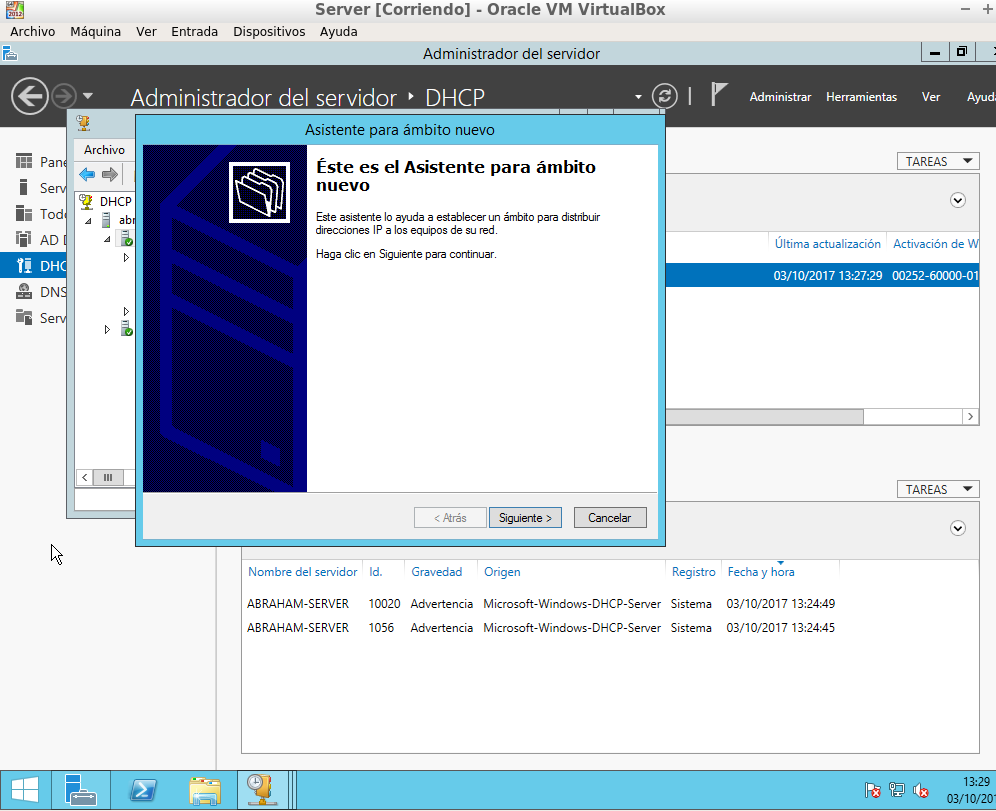 Server [Corriendo] - Oracle VM VirtualBox
Archivo Máquina Ver Entrada Dispositivos Ayuda
Administrador del servidor
Administrador del servidor DHCP
Administrar Herramientas Ver Ayuda
Asistente para ámbito nuevo
Archivo
DHCP
abr
Pane
Serv
Todo
AD D
DHC
DNS
Serv
Éste es el Asistente para ámbito
nuevo
Este asistente lo ayuda a establecer un ámbito para distribuir
direcciones IP a los equipos de su red.
Haga clic en Siguiente para continuar.
< Atrás Siguiente > Cancelar
TAREAS
Última actualización Activación de W
03/10/2017 13:27:29 00252-60000-01
TAREAS
Nombre del servidor Id. Gravedad Origen Registro Fecha y hora
ABRAHAM-SERVER 10020 Advertencia Microsoft-Windows-DHCP-Server Sistema 03/10/2017 13:24:49
ABRAHAM-SERVER 1056 Advertencia Microsoft-Windows-DHCP-Server Sistema 03/10/2017 13:24:45
13:29
03/10/201